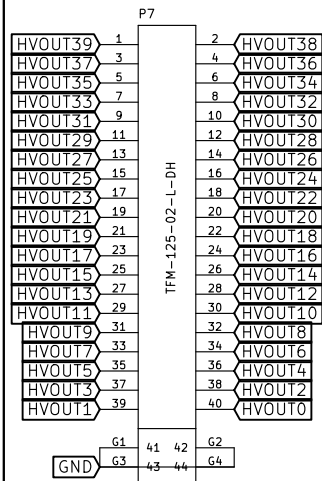 P7
HVOUT39 1 2 HVOUT38
HVOUT37 3 4 HVOUT36
HVOUT35 5 6 HVOUT34
HVOUT33 7 8 HVOUT32
HVOUT31 9 10 HVOUT30
HVOUT29 11 12 HVOUT28
HVOUT27 13 14 HVOUT26
HVOUT25 15 16 HVOUT24
HVOUT23 17 18 HVOUT22
HVOUT21 19 20 HVOUT20
HVOUT19 21 22 HVOUT18
HVOUT17 23 24 HVOUT16
HVOUT15 25 26 HVOUT14
HVOUT13 27 28 HVOUT12
HVOUT11 29 30 HVOUT10
HVOUT9 31 32 HVOUT8
HVOUT7 33 34 HVOUT6
HVOUT5 35 36 HVOUT4
HVOUT3 37 38 HVOUT2
HVOUT1 39 40 HVOUT0
TFM-125-02-L-DH
G1 41 42 G2
GND G3 43 44 G4